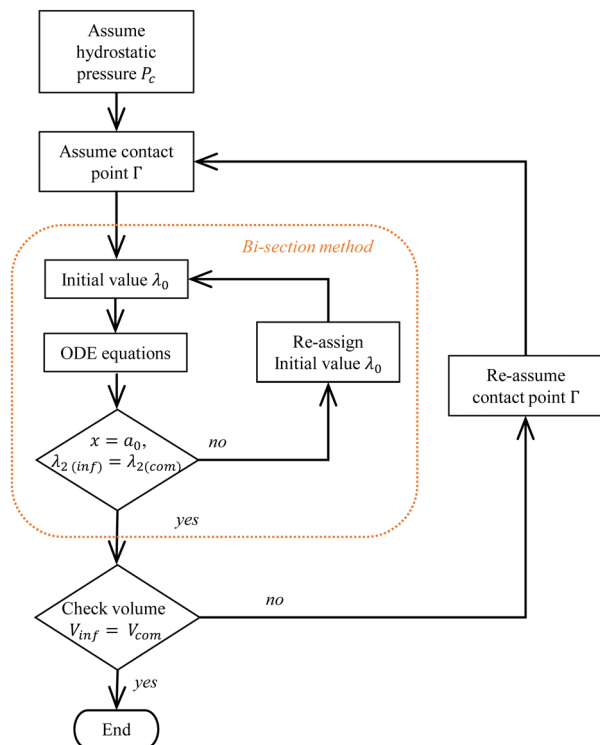 Assume
hydrostatic
pressure P_c
Assume contact
point Γ
Bi-section method
Initial value λ_0
ODE equations
Re-assign
Initial value λ_0
Re-assume
contact point Γ
x = a_0,
λ_2 (inf) = λ_2(com)
no
yes
Check volume
V_inf = V_com
no
yes
End